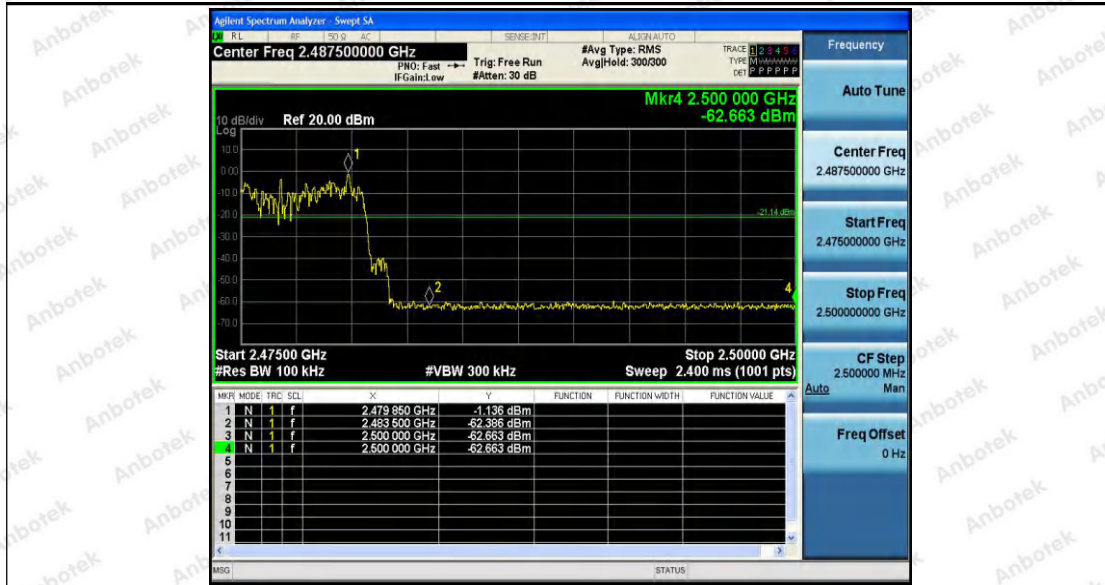 Agilent Spectrum Analyzer - Swept SA
RL RF 50 Ω AC SENSE:INT ALIGN AUTO
Center Freq 2.487500000 GHz
PNO: Fast
IFGain:Low
Trig: Free Run
#Atten: 30 dB
#Avg Type: RMS
Avg|Hold: 300/300
TRACE 1 2 3 4 5 6
TYPE M
DET P P P P P P
Mkr4 2.500 000 GHz
-62.663 dBm
10 dB/div Ref 20.00 dBm
Log
10.0
0.00
-10.0
-20.0
-30.0
-40.0
-50.0
-60.0
-70.0
1
2
4
-21.14 dBm
Start 2.47500 GHz Stop 2.50000 GHz
#Res BW 100 kHz #VBW 300 kHz Sweep 2.400 ms (1001 pts)
MKR MODE TRC SCL X Y FUNCTION FUNCTION WIDTH FUNCTION VALUE
1 N 1 f 2.479 850 GHz -1.136 dBm
2 N 1 f 2.483 500 GHz -62.386 dBm
3 N 1 f 2.500 000 GHz -62.663 dBm
4 N 1 f 2.500 000 GHz -62.663 dBm
5
6
7
8
9
10
11
MSG STATUS
Frequency
Auto Tune
Center Freq
2.487500000 GHz
Start Freq
2.475000000 GHz
Stop Freq
2.500000000 GHz
CF Step
2.500000 MHz
Auto Man
Freq Offset
0 Hz
Anbotek